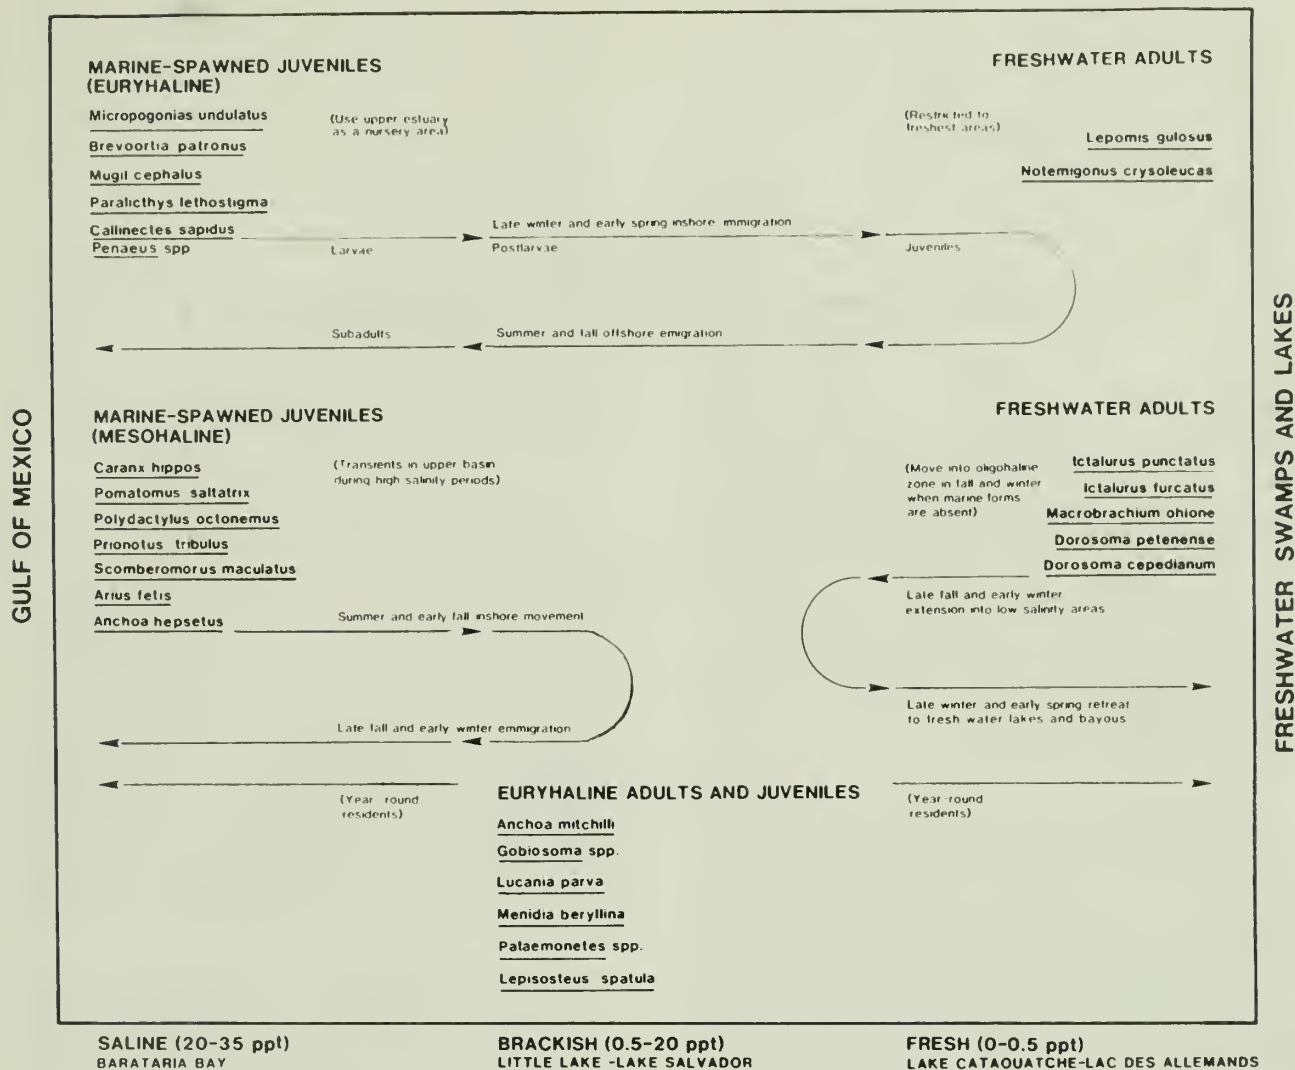 MARINE-SPAWNED JUVENILES
(EURYHALINE)
Micropogonias undulatus
Brevoortia patronus
Mugil cephalus
Paralicthys lethostigma
Callinectes sapidus
Penaeus spp
(Use upper estuary
as a nursery area)
FRESHWATER ADULTS
(Restricted to
freshest areas)
Lepomis gulosus
Notemigonus crysoleucas
Late winter and early spring inshore immigration
Larvae
Postlarvae
Juveniles
Subadults
Summer and fall offshore emigration
MARINE-SPAWNED JUVENILES
(MESOHALINE)
Caranx hippos
Pomatomus saltatrix
Polydactylus octonemus
Prionotus tribulus
Scomberomorus maculatus
Arius felis
Anchoa hepsetus
(Transients in upper basin
during high salinity periods)
Summer and early fall inshore movement
Late fall and early winter emmigration
FRESHWATER ADULTS
(Move into oligohaline
zone in fall and winter
when marine forms
are absent)
Ictalurus punctatus
Ictalurus furcatus
Macrobrachium ohione
Dorosoma petenense
Dorosoma cepedianum
Late fall and early winter
extension into low salinity areas
Late winter and early spring retreat
to fresh water lakes and bayous
(Year round
residents)
EURYHALINE ADULTS AND JUVENILES
Anchoa mitchilli
Gobiosoma spp.
Lucania parva
Menidia beryllina
Palaemonetes spp.
Lepisosteus spatula
(Year-round
residents)
GULF OF MEXICO
FRESHWATER SWAMPS AND LAKES
SALINE (20-35 ppt)
BARATARIA BAY
BRACKISH (0.5-20 ppt)
LITTLE LAKE -LAKE SALVADOR
FRESH (0-0.5 ppt)
LAKE CATAOUATCHE-LAC DES ALLEMANDS